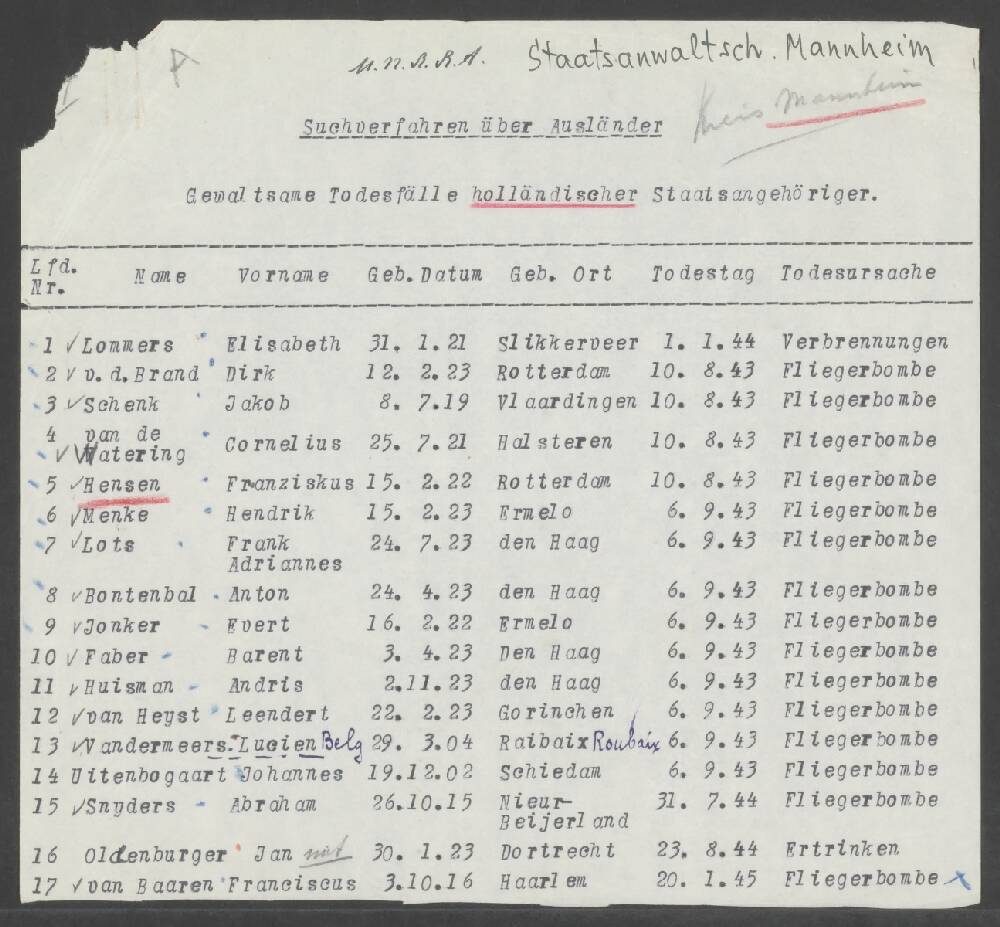 U.N.R.R.A. Staatsanwaltsch. Mannheim
Kreis Mannheim
Suchverfahren über Ausländer
Gewaltsame Todesfälle holländischer Staatsangehöriger.
Lfd. Nr. Name Vorname Geb.Datum Geb. Ort Todestag Todesursache
1 ✓ Lommers Elisabeth 31. 1.21 Slikkerveer 1. 1.44 Verbrennungen
2 ✓ v.d.Brand Dirk 12. 2.23 Rotterdam 10. 8.43 Fliegerbombe
3 ✓ Schenk Jakob 8. 7.19 Vlaardingen 10. 8.43 Fliegerbombe
4 van de
✓ Watering Cornelius 25. 7.21 Halsteren 10. 8.43 Fliegerbombe
5 ✓ Hensen Franziskus 15. 2.22 Rotterdam 10. 8.43 Fliegerbombe
6 ✓ Menke Hendrik 15. 2.23 Ermelo 6. 9.43 Fliegerbombe
7 ✓ Lots Frank 24. 7.23 den Haag 6. 9.43 Fliegerbombe
Adriannes
8 ✓ Bontenbal Anton 24. 4.23 den Haag 6. 9.43 Fliegerbombe
9 ✓ Jonker Evert 16. 2.22 Ermelo 6. 9.43 Fliegerbombe
10 ✓ Faber Barent 3. 4.23 Den Haag 6. 9.43 Fliegerbombe
11 ✓ Huisman Andris 2.11.23 den Haag 6. 9.43 Fliegerbombe
12 ✓ van Heyst Leendert 22. 2.23 Gorinchen 6. 9.43 Fliegerbombe
13 ✓ Vandermeers Lucien Belg 29. 3.04 Raibaix Roubaix 6. 9.43 Fliegerbombe
14 Uitenbogaart Johannes 19.12.02 Schiedam 6. 9.43 Fliegerbombe
15 ✓ Snyders Abraham 26.10.15 Nieur- 31. 7.44 Fliegerbombe
Beijerland
16 Oldenburger Jan 30. 1.23 Dortrecht 23. 8.44 Ertrinken
17 ✓ van Baaren Franciscus 3.10.16 Haarlem 20. 1.45 Fliegerbombe